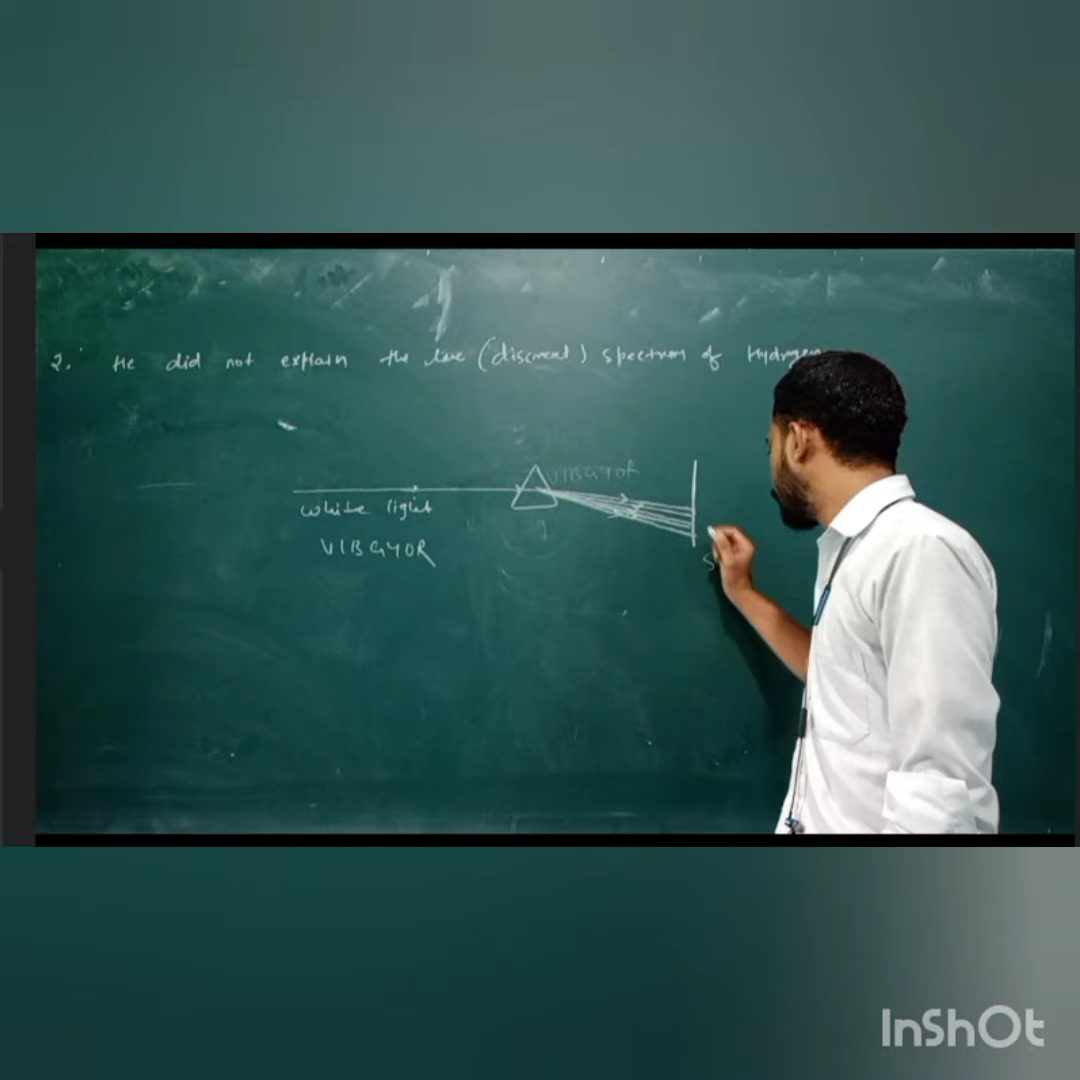 2. He did not explain the line (discreat) spectrum of Hydrogen
VIBGYOR
white light
VIBGYOR
S
InShOt